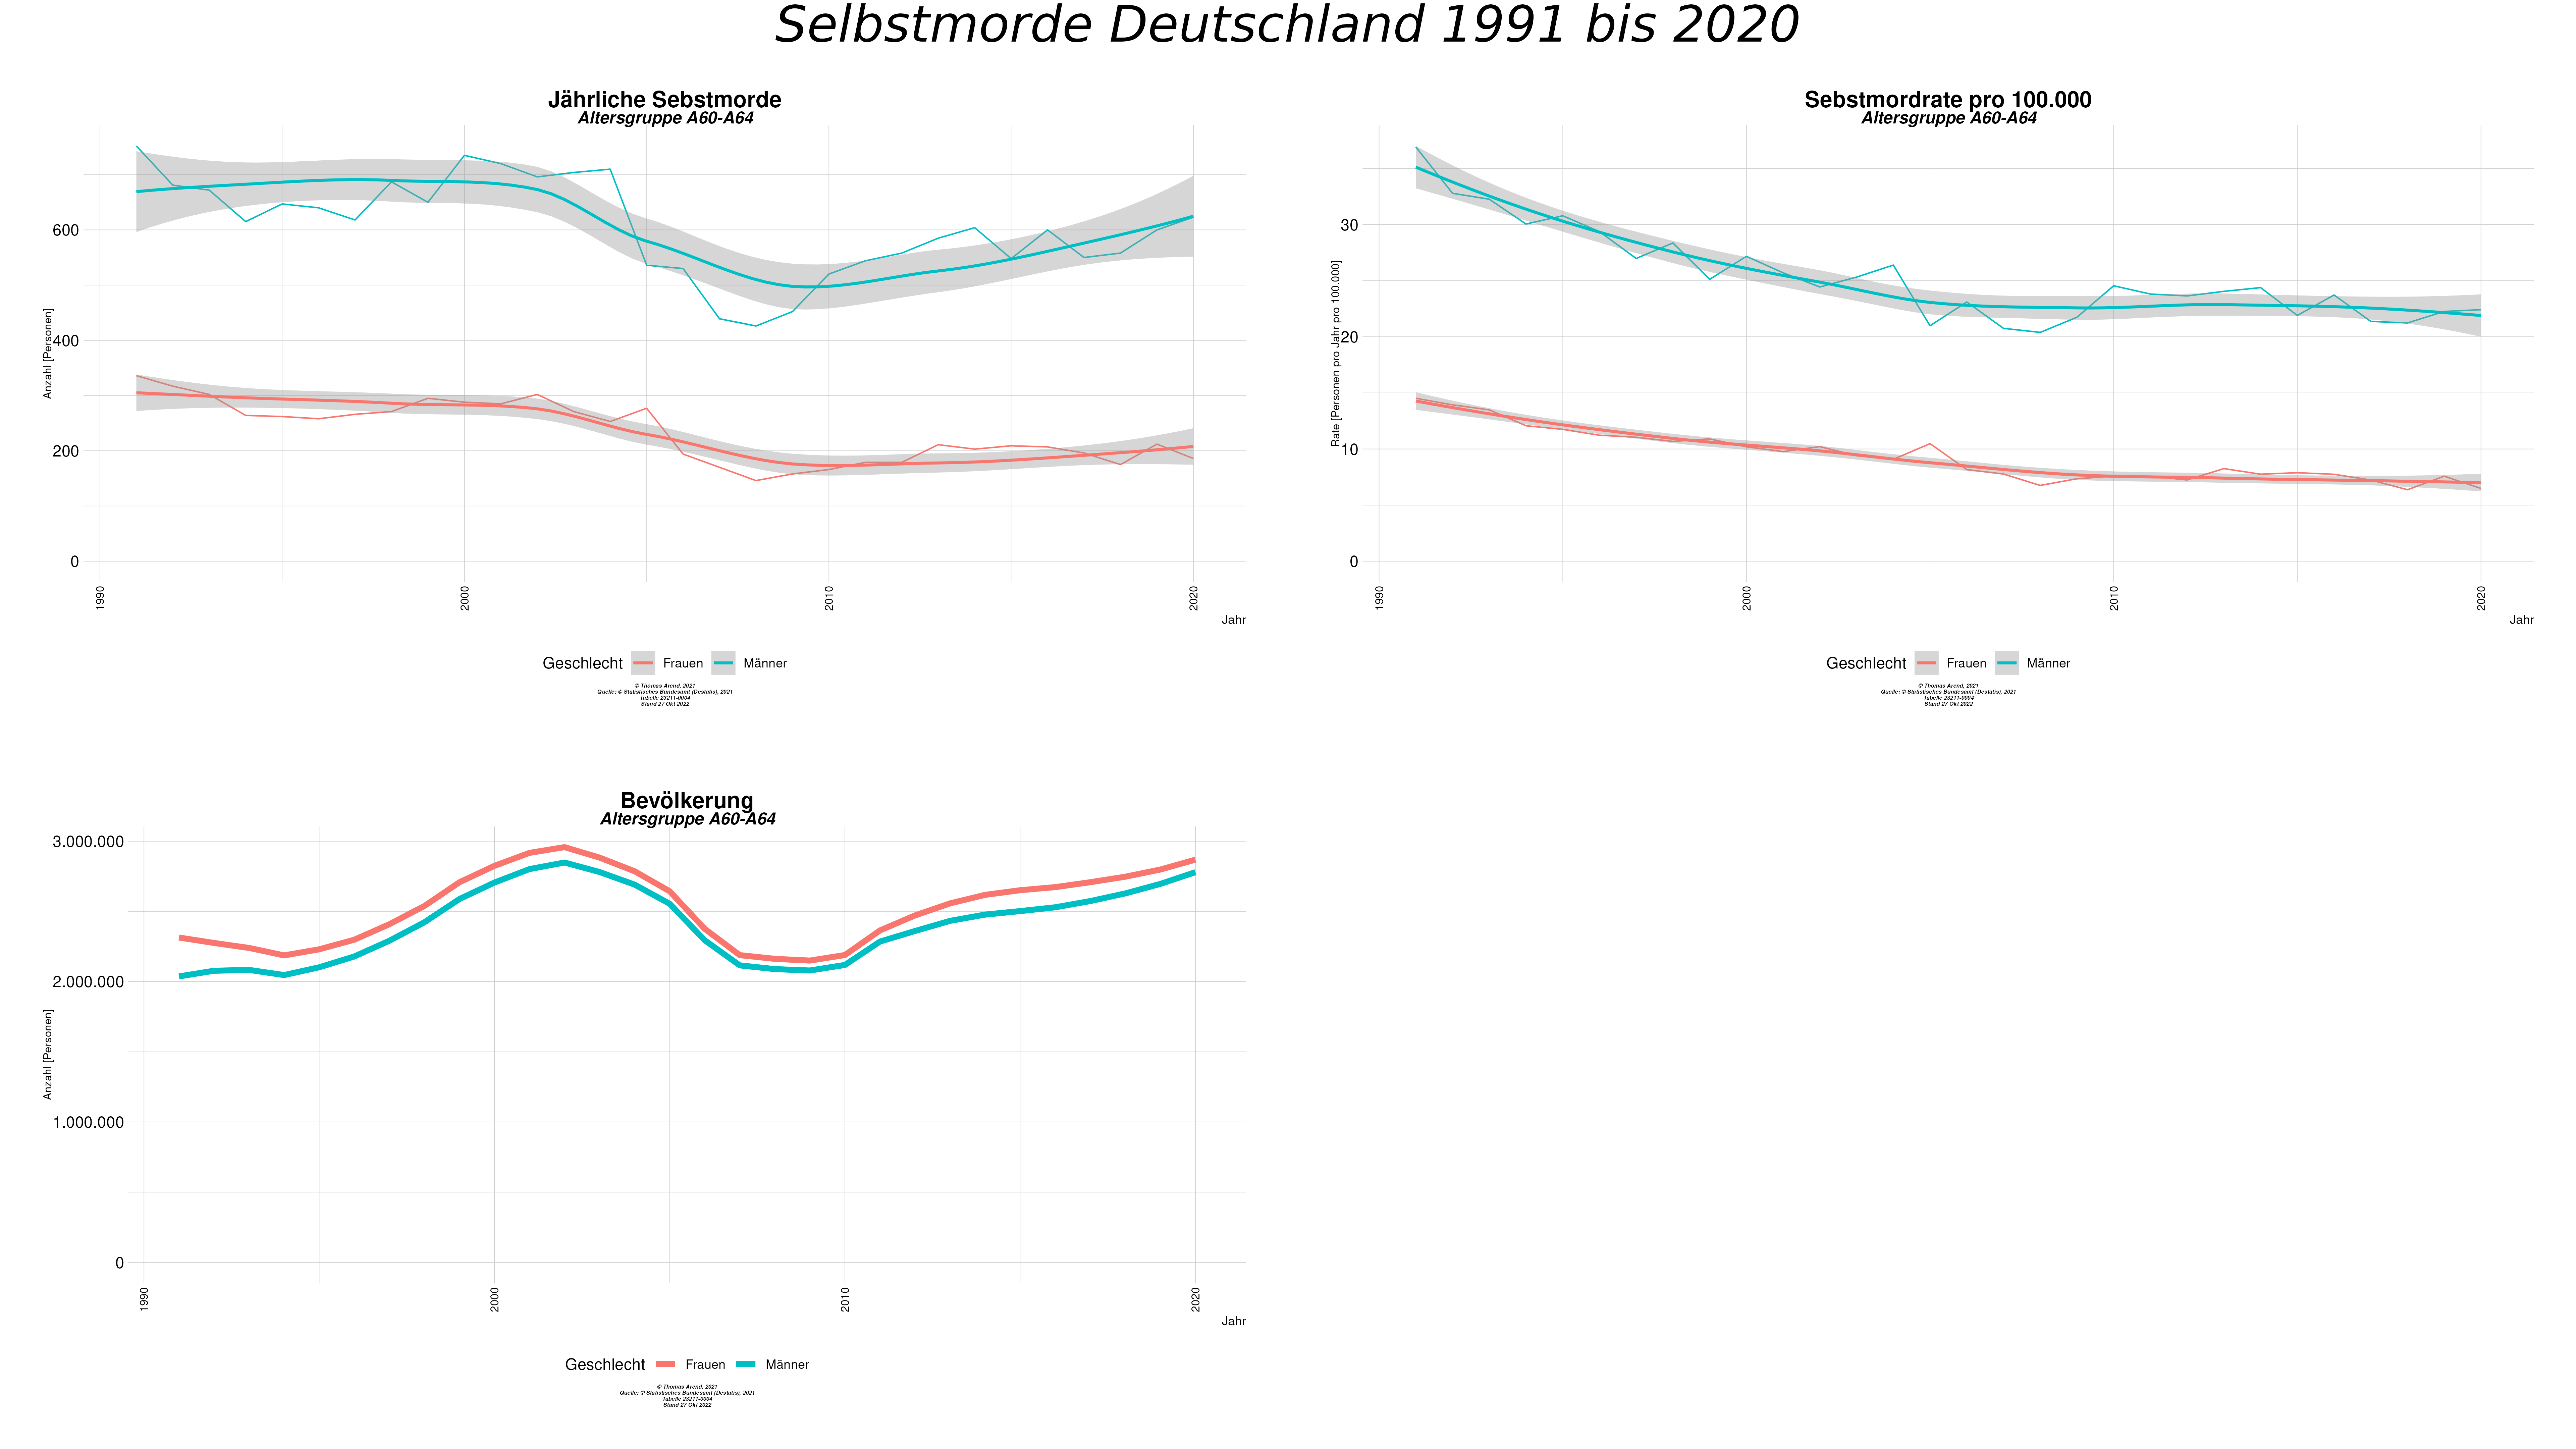 Selbstmorde Deutschland 1991 bis 2020
Jährliche Sebstmorde
Altersgruppe A60-A64
Anzahl [Personen]
600
400
200
0
1990
2000
2010
2020
Jahr
Geschlecht Frauen Männer
© Thomas Arend, 2021
Quelle: © Statistisches Bundesamt (Destatis), 2021
Tabelle 23211-0004
Stand 27 Okt 2022
Sebstmordrate pro 100.000
Altersgruppe A60-A64
Rate [Personen pro Jahr pro 100.000]
30
20
10
0
1990
2000
2010
2020
Jahr
Geschlecht Frauen Männer
© Thomas Arend, 2021
Quelle: © Statistisches Bundesamt (Destatis), 2021
Tabelle 23211-0004
Stand 27 Okt 2022
Bevölkerung
Altersgruppe A60-A64
Anzahl [Personen]
3.000.000
2.000.000
1.000.000
0
1990
2000
2010
2020
Jahr
Geschlecht Frauen Männer
© Thomas Arend, 2021
Quelle: © Statistisches Bundesamt (Destatis), 2021
Tabelle 23211-0004
Stand 27 Okt 2022